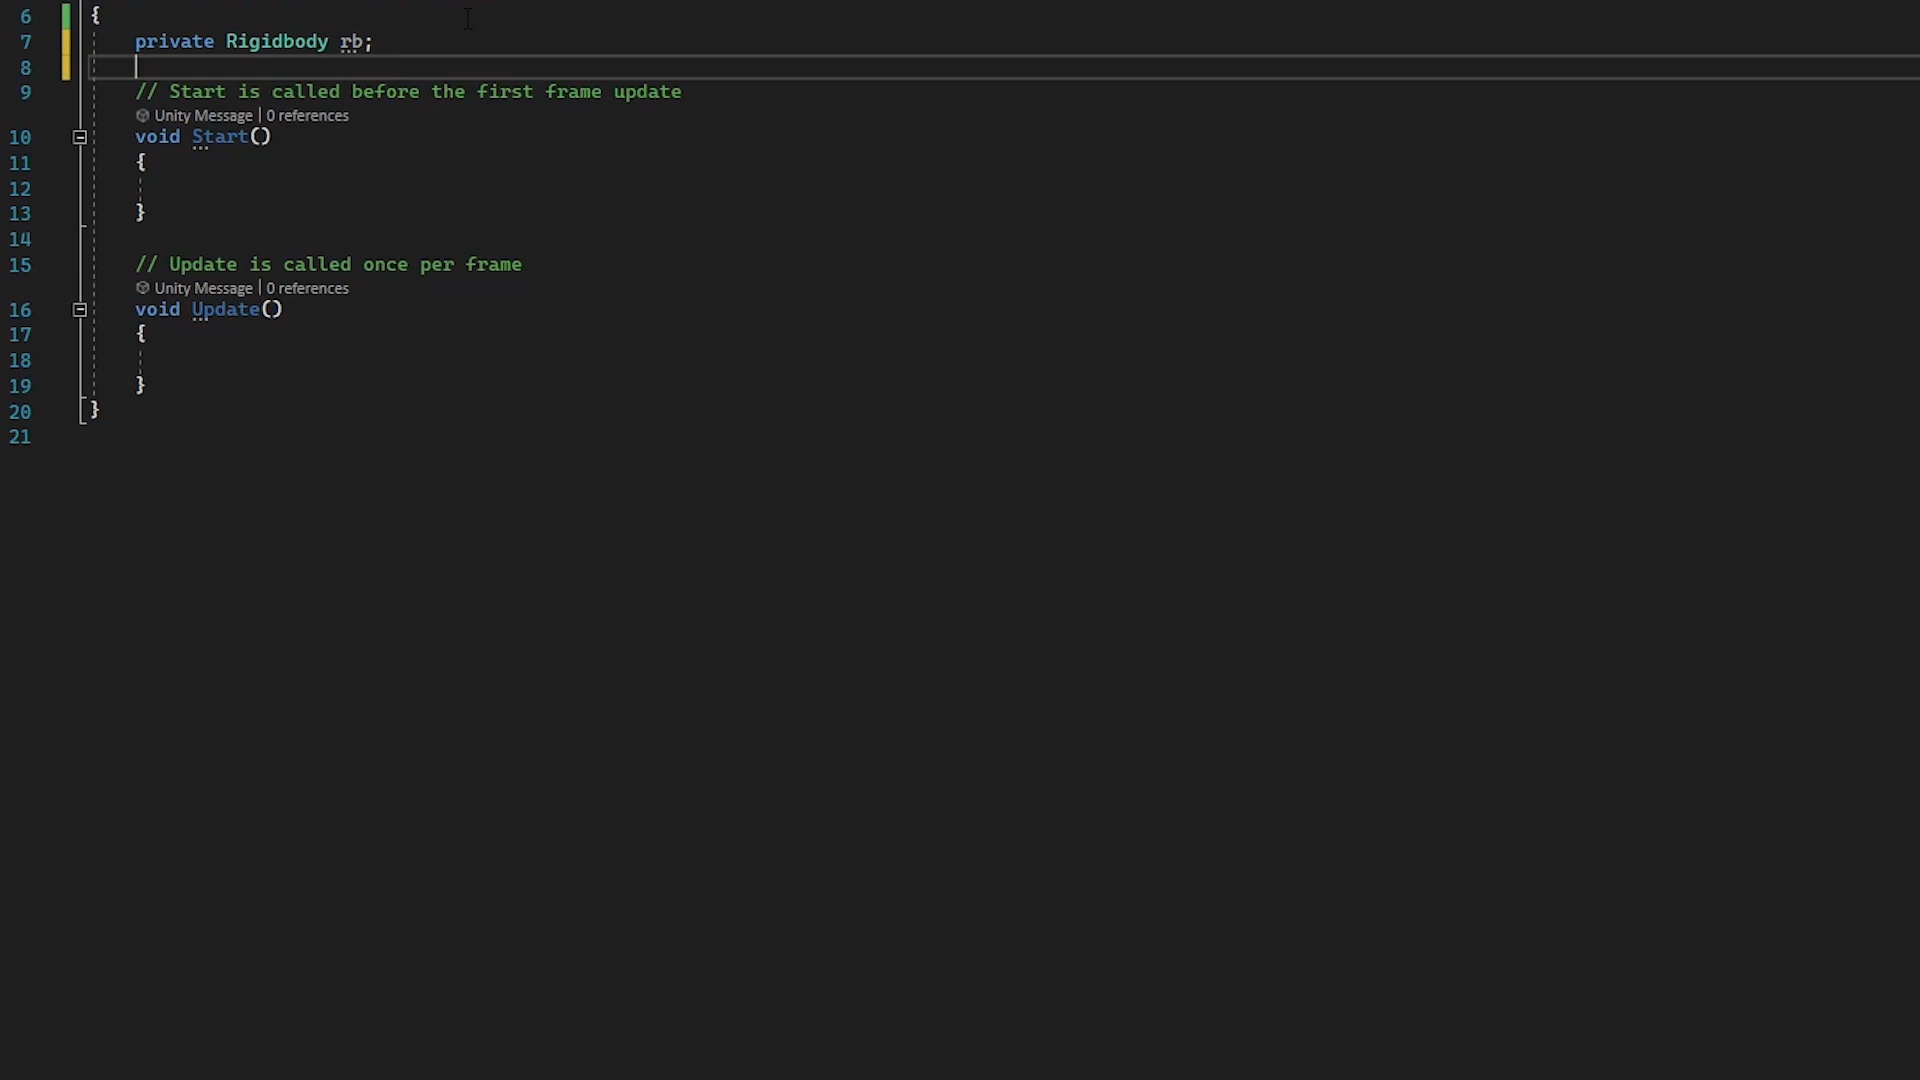 6 {
7 private Rigidbody rb;
8
9 // Start is called before the first frame update
Unity Message | 0 references
10 void Start()
11 {
12
13 }
14
15 // Update is called once per frame
Unity Message | 0 references
16 void Update()
17 {
18
19 }
20 }
21